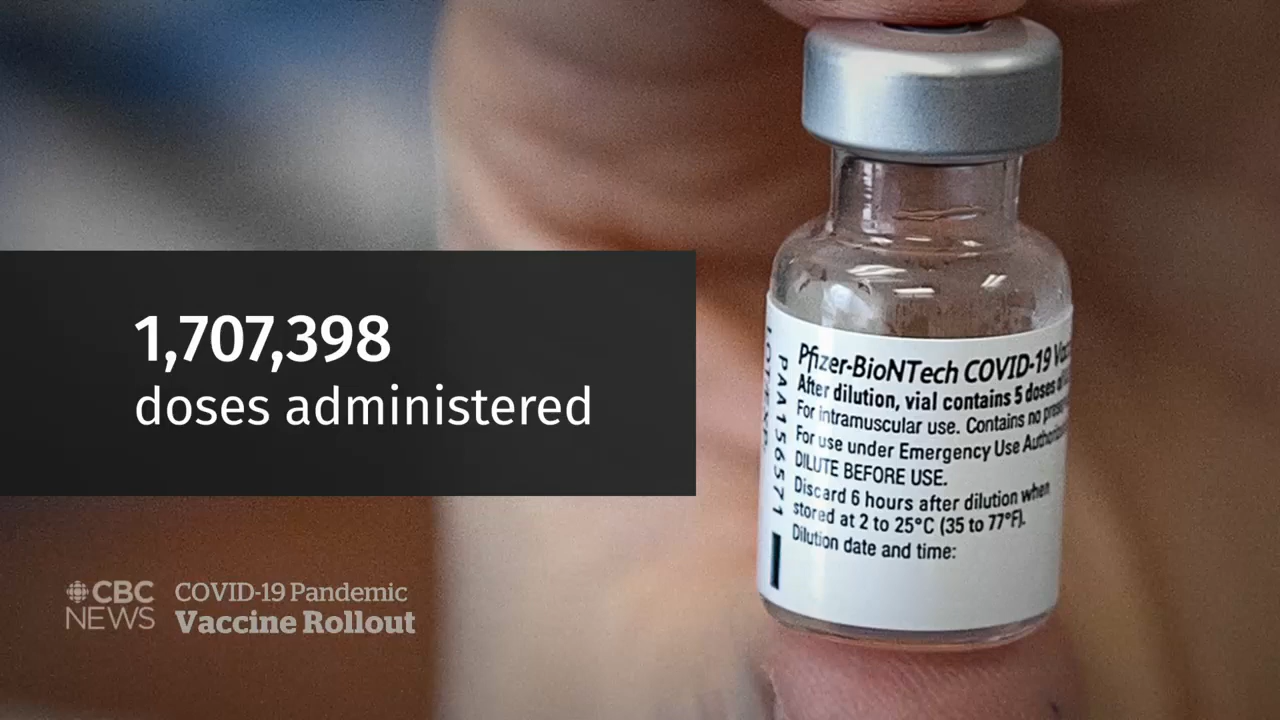 1,707,398
doses administered
CBC
NEWS
COVID-19 Pandemic
Vaccine Rollout
Pfizer-BioNTech COVID-19
After dilution, vial contains 5 doses
For intramuscular use. Contains no
For use under Emergency Use
DILUTE BEFORE USE.
Discard 6 hours after dilution when
stored at 2 to 25°C (35 to 77°F).
Dilution date and time:
PAA156571